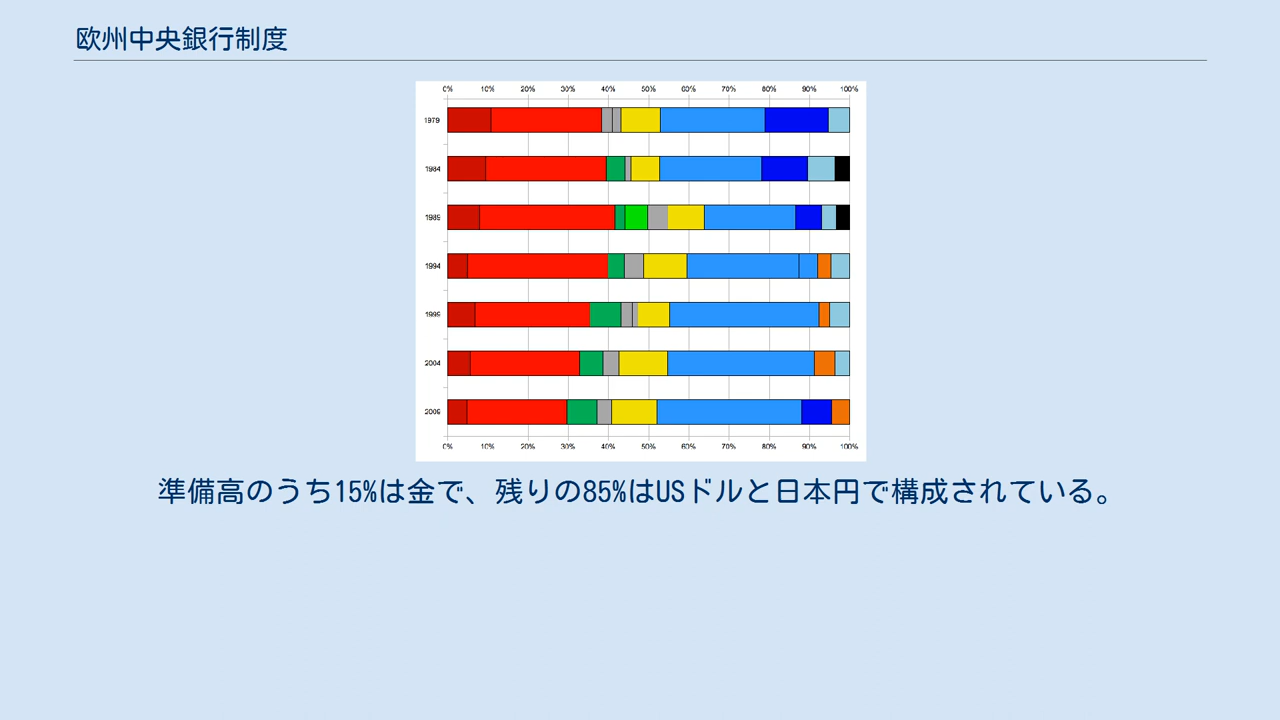 欧州中央銀行制度
0% 10% 20% 30% 40% 50% 60% 70% 80% 90% 100%
1979
1984
1989
1994
1999
2004
2009
0% 10% 20% 30% 40% 50% 60% 70% 80% 90% 100%
準備高のうち15%は金で、残りの85%はUSドルと日本円で構成されている。